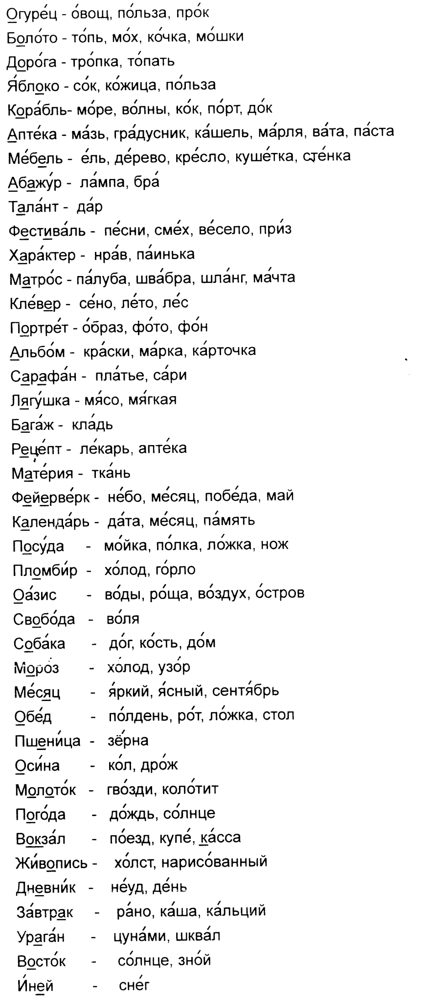 Огуре́ц - о́вощ, по́льза, про́к
Боло́то - то́пь, мо́х, ко́чка, мо́шки
Доро́га - тро́пка, то́пать
Я́блоко - со́к, ко́жица, по́льза
Кора́бль- мо́ре, во́лны, ко́к, по́рт, до́к
Апте́ка - ма́зь, гра́дусник, ка́шель, ма́рля, ва́та, па́ста
Ме́бель - е́ль, де́рево, кре́сло, куше́тка, сте́нка
Абажу́р - ла́мпа, бра́
Тала́нт - да́р
Фестива́ль - пе́сни, сме́х, ве́село, при́з
Хара́ктер - нра́в, па́инька
Матро́с - па́луба, шва́бра, шла́нг, ма́чта
Кле́вер - се́но, ле́то, ле́с
Портре́т - о́браз, фо́то, фо́н
Альбо́м - кра́ски, ма́рка, ка́рточка
Сарафа́н - пла́тье, са́ри
Лягу́шка - мя́со, мя́гкая
Бага́ж - кла́дь
Реце́пт - ле́карь, апте́ка
Мате́рия - тка́нь
Фейерве́рк - не́бо, ме́сяц, побе́да, май
Календа́рь - да́та, ме́сяц, па́мять
Посу́да - мо́йка, по́лка, ло́жка, нож
Пломби́р - хо́лод, го́рло
Оа́зис - во́ды, ро́ща, во́здух, о́стров
Свобо́да - во́ля
Соба́ка - до́г, ко́сть, до́м
Моро́з - хо́лод, узо́р
Ме́сяц - я́ркий, я́сный, сентя́брь
Обе́д - по́лдень, ро́т, ло́жка, стол
Пшени́ца - зё́рна
Оси́на - ко́л, дро́ж
Молото́к - гво́зди, коло́тит
Пого́да - до́ждь, со́лнце
Вокза́л - по́езд, купе́, ка́сса
Жи́вопись - хо́лст, нарисо́ванный
Дневни́к - не́уд, де́нь
За́втрак - ра́но, ка́ша, ка́льций
Урага́н - цуна́ми, шква́л
Восто́к - со́лнце, зно́й
И́ней - сне́г